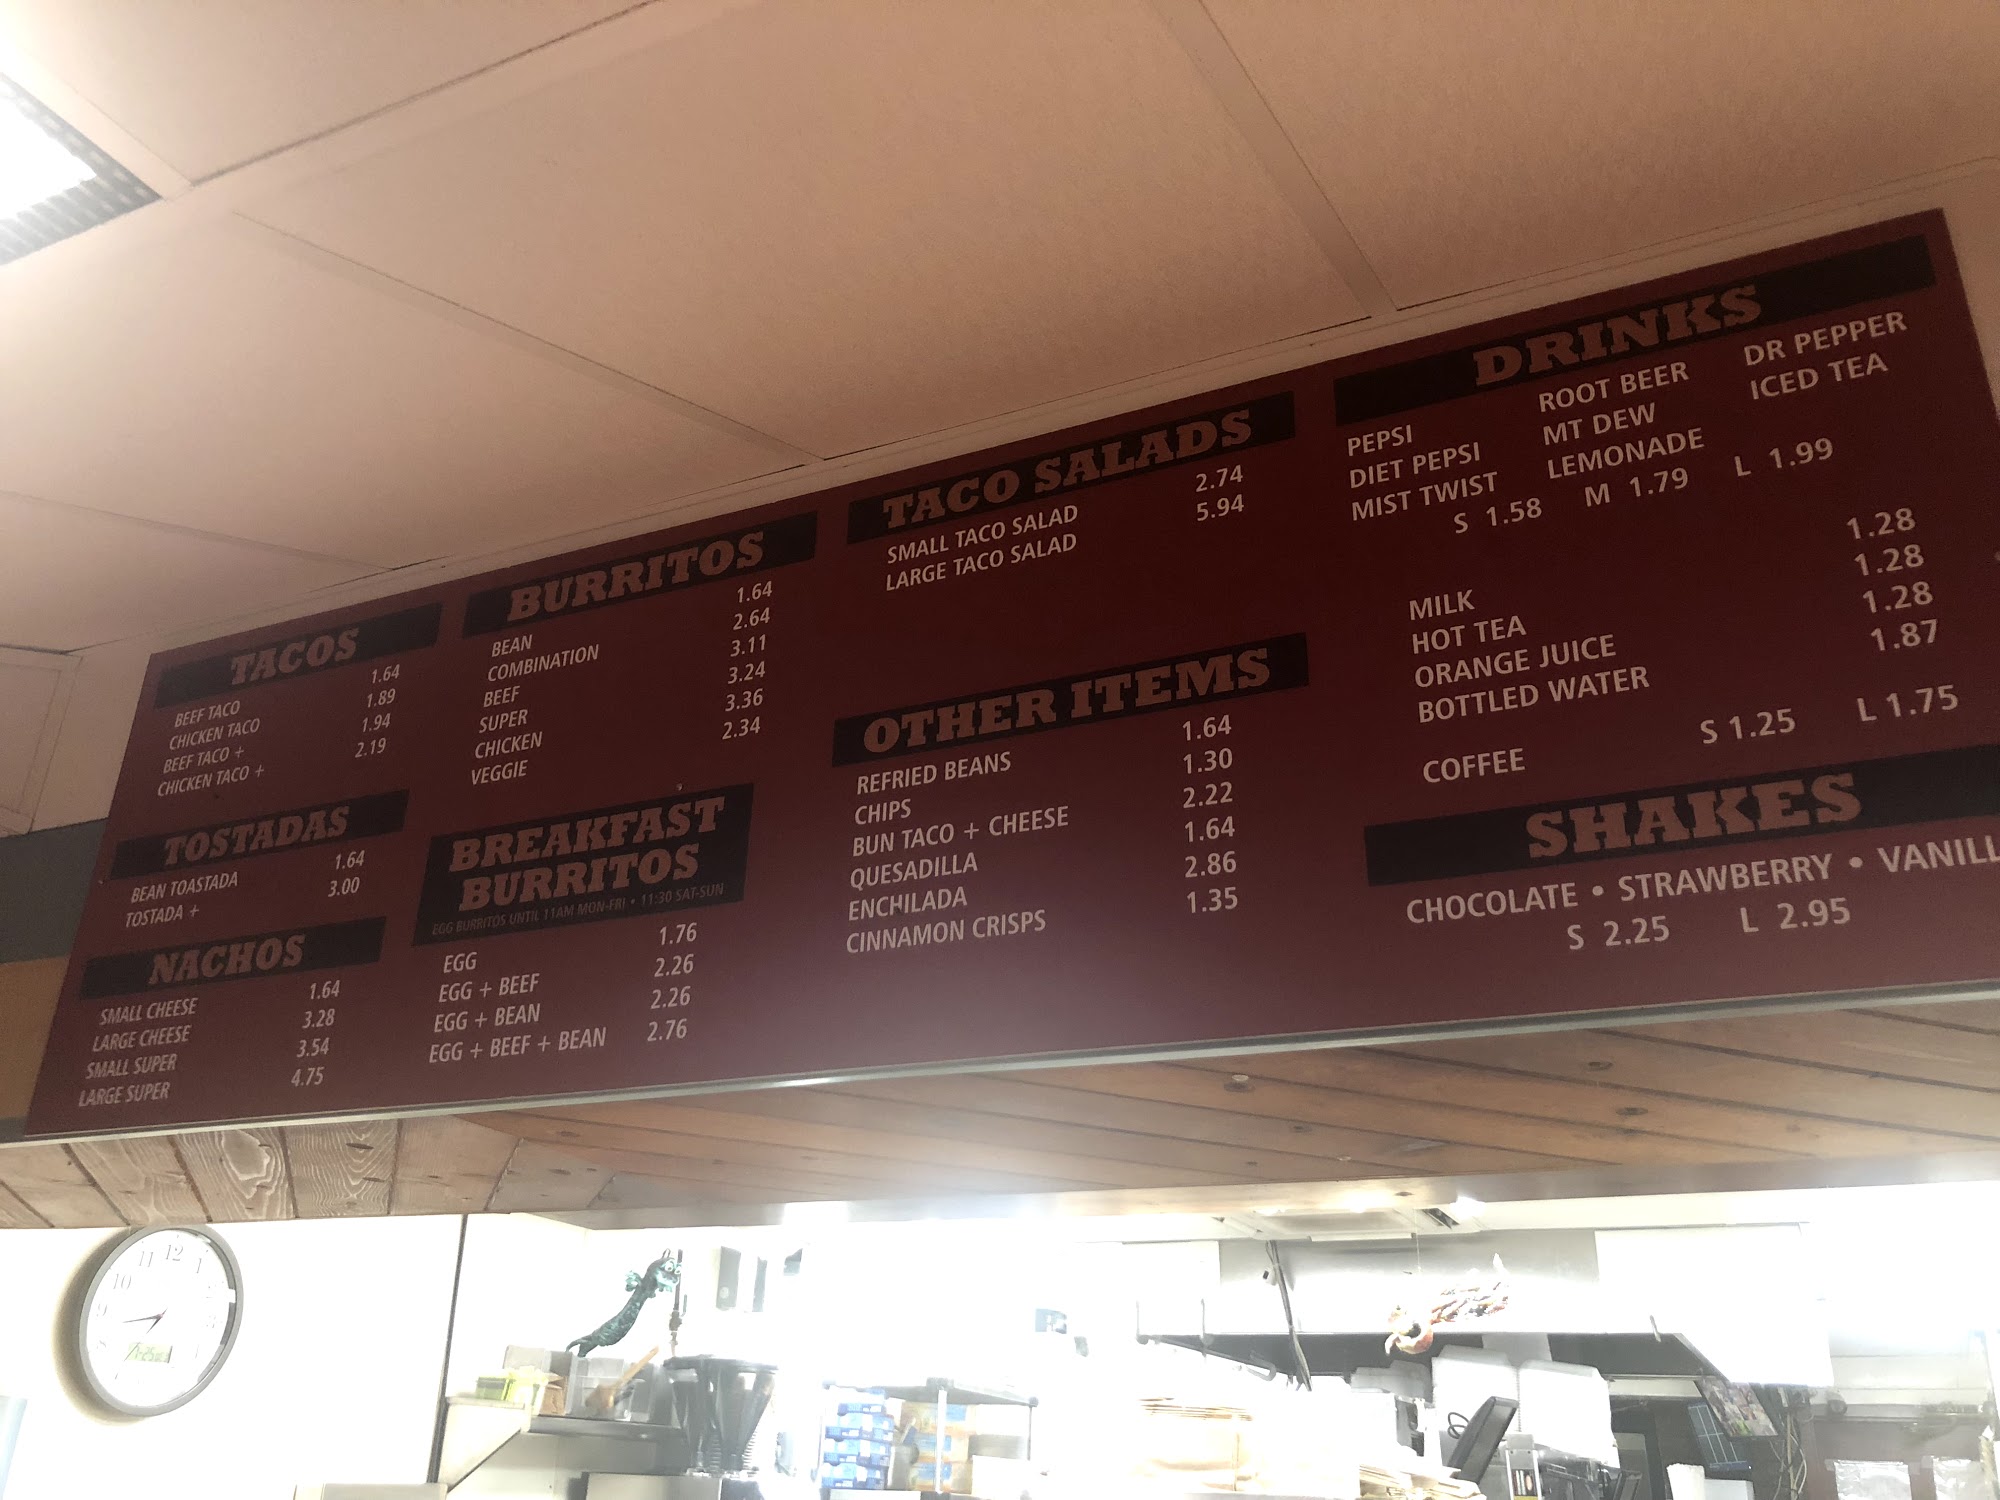 TACOS
BEEF TACO 1.64
CHICKEN TACO 1.89
BEEF TACO + 1.94
CHICKEN TACO + 2.19
TOSTADAS
BEAN TOASTADA 1.64
TOSTADA + 3.00
NACHOS
SMALL CHEESE 1.64
LARGE CHEESE 3.28
SMALL SUPER 3.54
LARGE SUPER 4.75
BURRITOS
BEAN 1.64
COMBINATION 2.64
BEEF 3.11
SUPER 3.24
CHICKEN 3.36
VEGGIE 2.34
BREAKFAST
BURRITOS
EGG BURRITOS UNTIL 11AM MON-FRI • 11:30 SAT-SUN
EGG 1.76
EGG + BEEF 2.26
EGG + BEAN 2.26
EGG + BEEF + BEAN 2.76
TACO SALADS
SMALL TACO SALAD 2.74
LARGE TACO SALAD 5.94
OTHER ITEMS
REFRIED BEANS 1.64
CHIPS 1.30
BUN TACO + CHEESE 2.22
QUESADILLA 1.64
ENCHILADA 2.86
CINNAMON CRISPS 1.35
DRINKS
PEPSI ROOT BEER DR PEPPER
DIET PEPSI MT DEW ICED TEA
MIST TWIST LEMONADE
S 1.58 M 1.79 L 1.99
MILK 1.28
HOT TEA 1.28
ORANGE JUICE 1.28
BOTTLED WATER 1.87
COFFEE S 1.25 L 1.75
SHAKES
CHOCOLATE • STRAWBERRY • VANILL
S 2.25 L 2.95
12
1
11
10
9